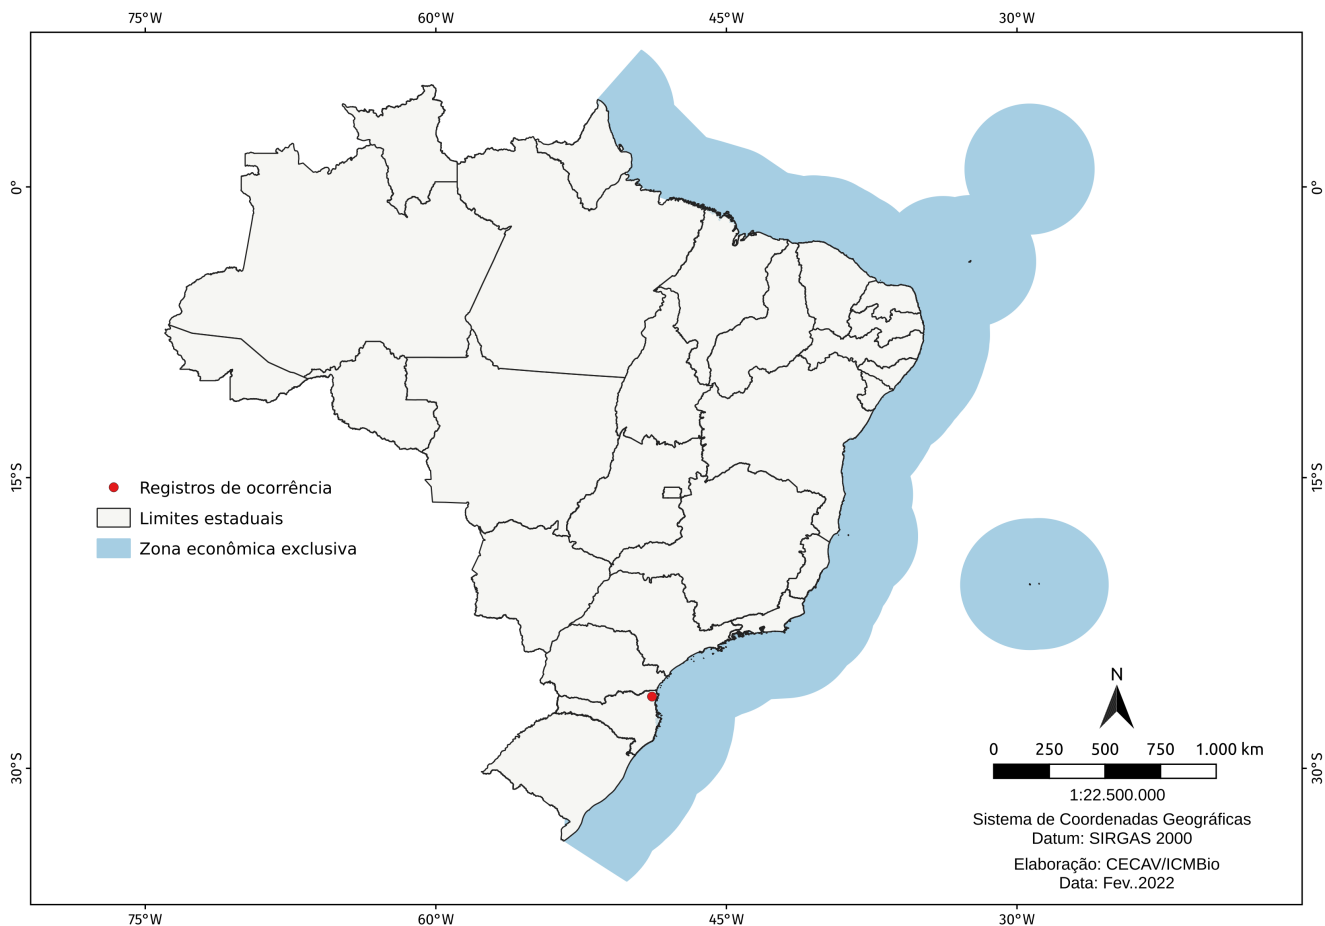 75°W 60°W 45°W 30°W
0° 0°
15°S 15°S
Registros de ocorrência
Limites estaduais
Zona econômica exclusiva
N
0 250 500 750 1.000 km
30°S 30°S
1:22.500.000
Sistema de Coordenadas Geográficas
Datum: SIRGAS 2000
Elaboração: CECAV/ICMBio
Data: Fev..2022
75°W 60°W 45°W 30°W